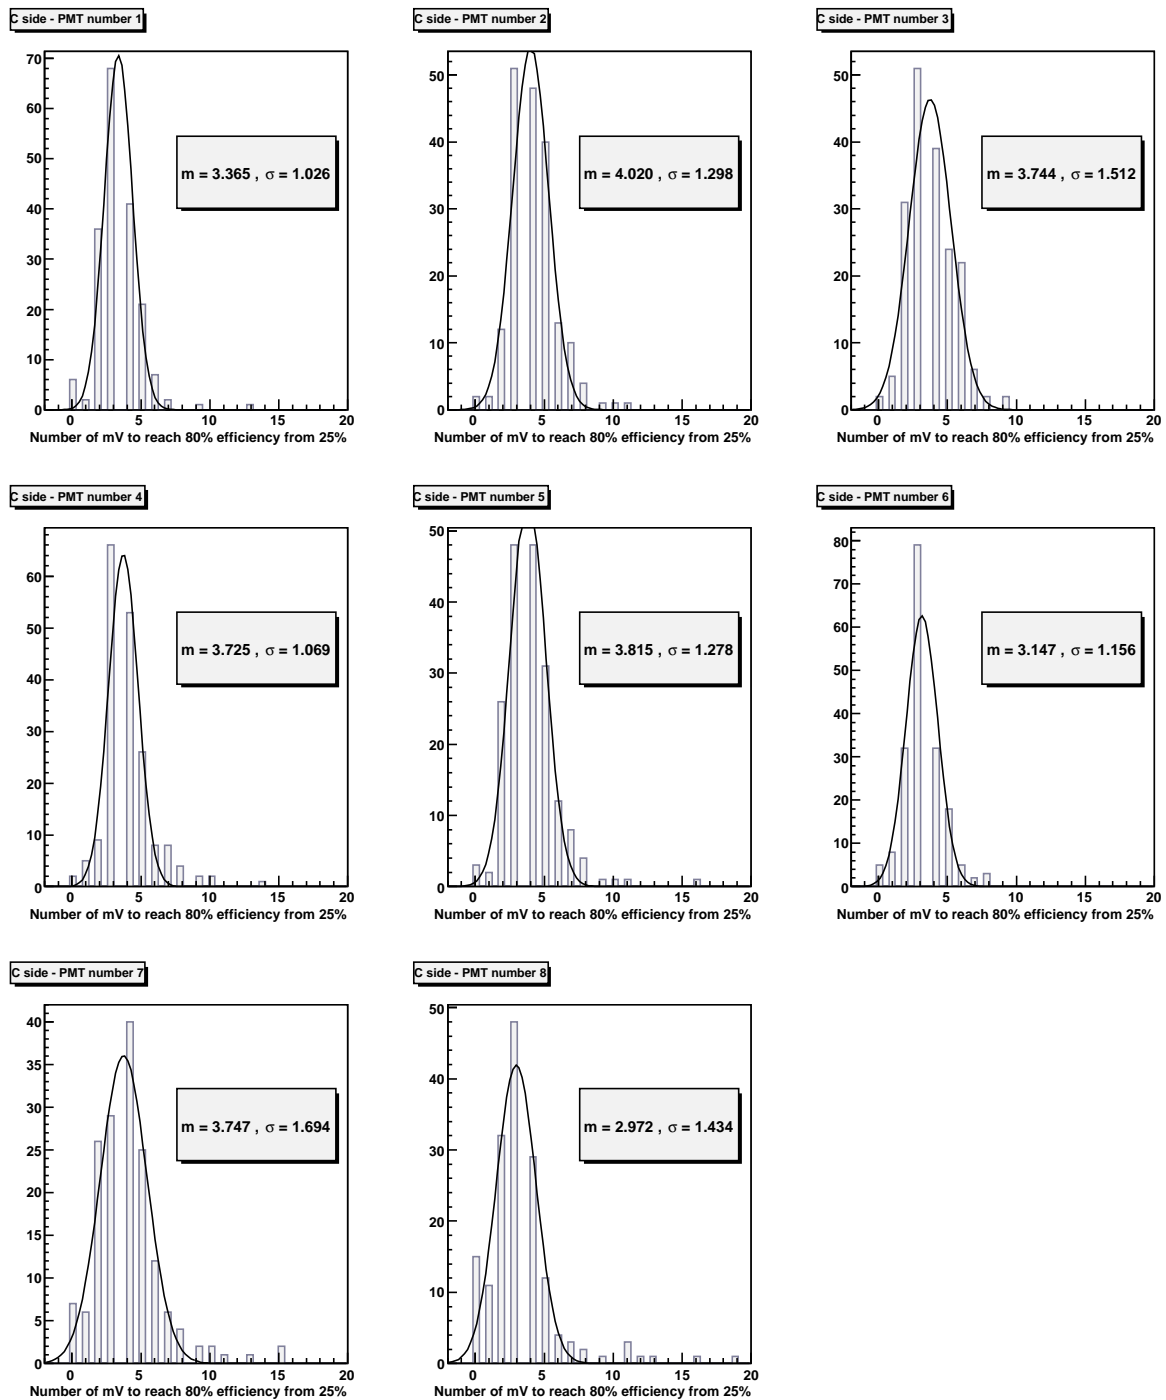 C side - PMT number 1
70
60
50
40
30
20
10
0
m = 3.365 , σ = 1.026
0 5 10 15 20
Number of mV to reach 80% efficiency from 25%
C side - PMT number 2
50
40
30
20
10
0
m = 4.020 , σ = 1.298
0 5 10 15 20
Number of mV to reach 80% efficiency from 25%
C side - PMT number 3
50
40
30
20
10
0
m = 3.744 , σ = 1.512
0 5 10 15 20
Number of mV to reach 80% efficiency from 25%
C side - PMT number 4
60
50
40
30
20
10
0
m = 3.725 , σ = 1.069
0 5 10 15 20
Number of mV to reach 80% efficiency from 25%
C side - PMT number 5
50
40
30
20
10
0
m = 3.815 , σ = 1.278
0 5 10 15 20
Number of mV to reach 80% efficiency from 25%
C side - PMT number 6
80
70
60
50
40
30
20
10
0
m = 3.147 , σ = 1.156
0 5 10 15 20
Number of mV to reach 80% efficiency from 25%
C side - PMT number 7
40
35
30
25
20
15
10
5
0
m = 3.747 , σ = 1.694
0 5 10 15 20
Number of mV to reach 80% efficiency from 25%
C side - PMT number 8
50
40
30
20
10
0
m = 2.972 , σ = 1.434
0 5 10 15 20
Number of mV to reach 80% efficiency from 25%